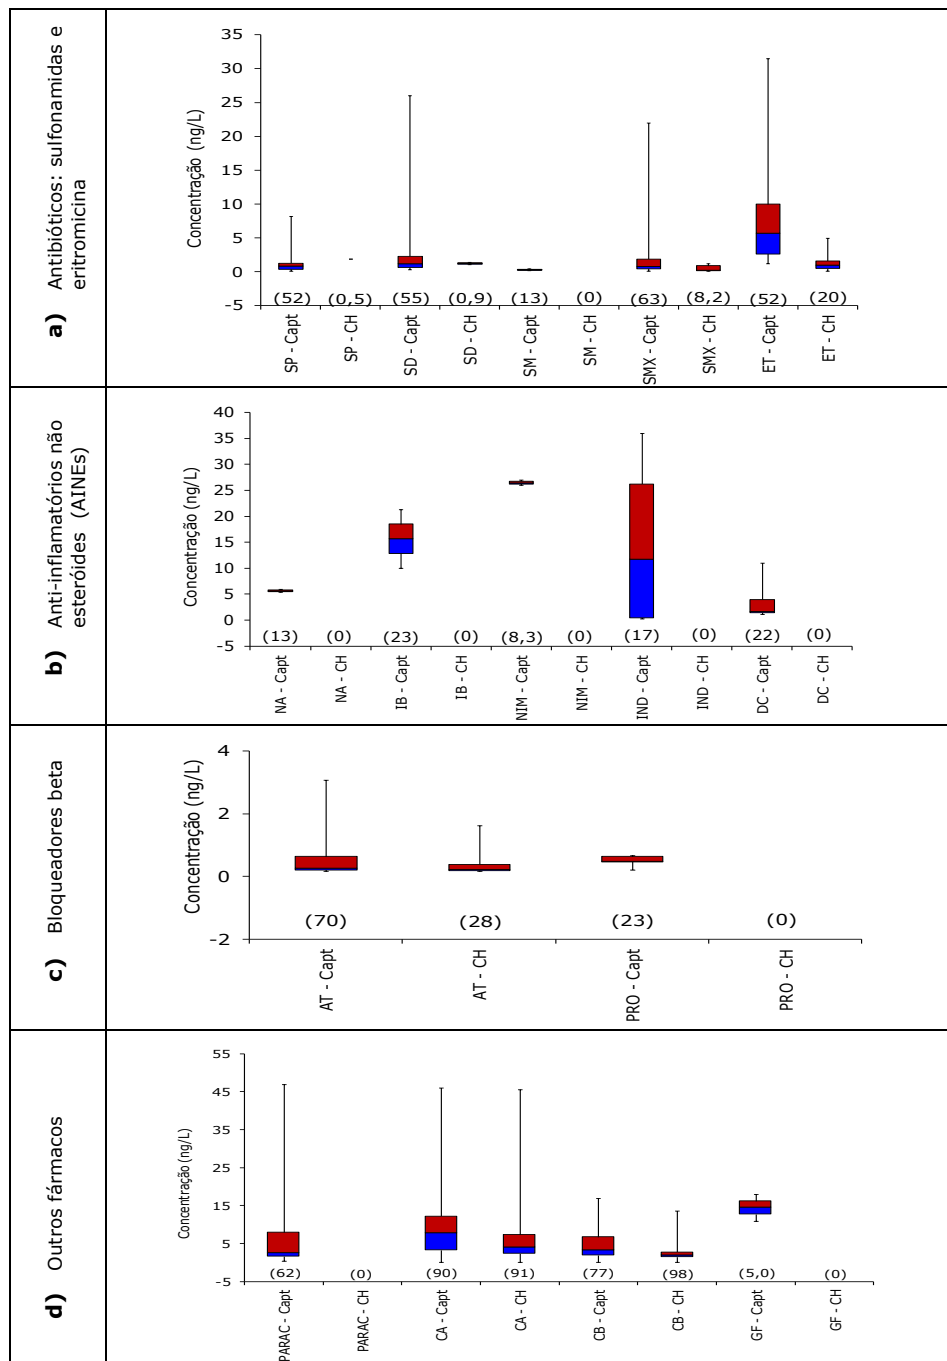 a) Antibióticos: sulfonamidas e
eritromicina
Concentração (ng/L)
35
30
25
20
15
10
5
0
-5
(52) (0,5) (55) (0,9) (13) (0) (63) (8,2) (52) (20)
SP - Capt
SP - CH
SD - Capt
SD - CH
SM - Capt
SM - CH
SMX - Capt
SMX - CH
ET - Capt
ET - CH
b) Anti-inflamatórios não
esteróides (AINEs)
Concentração (ng/L)
40
35
30
25
20
15
10
5
0
-5
(13) (0) (23) (0) (8,3) (0) (17) (0) (22) (0)
NA - Capt
NA - CH
IB - Capt
IB - CH
NIM - Capt
NIM - CH
IND - Capt
IND - CH
DC - Capt
DC - CH
c) Bloqueadores beta
Concentração (ng/L)
4
2
0
-2
(70) (28) (23) (0)
AT - Capt
AT - CH
PRO - Capt
PRO - CH
d) Outros fármacos
Concentração (ng/L)
55
45
35
25
15
5
-5
(62) (0) (90) (91) (77) (98) (5,0) (0)
PARAC - Capt
PARAC - CH
CA - Capt
CA - CH
CB - Capt
CB - CH
GF - Capt
GF - CH